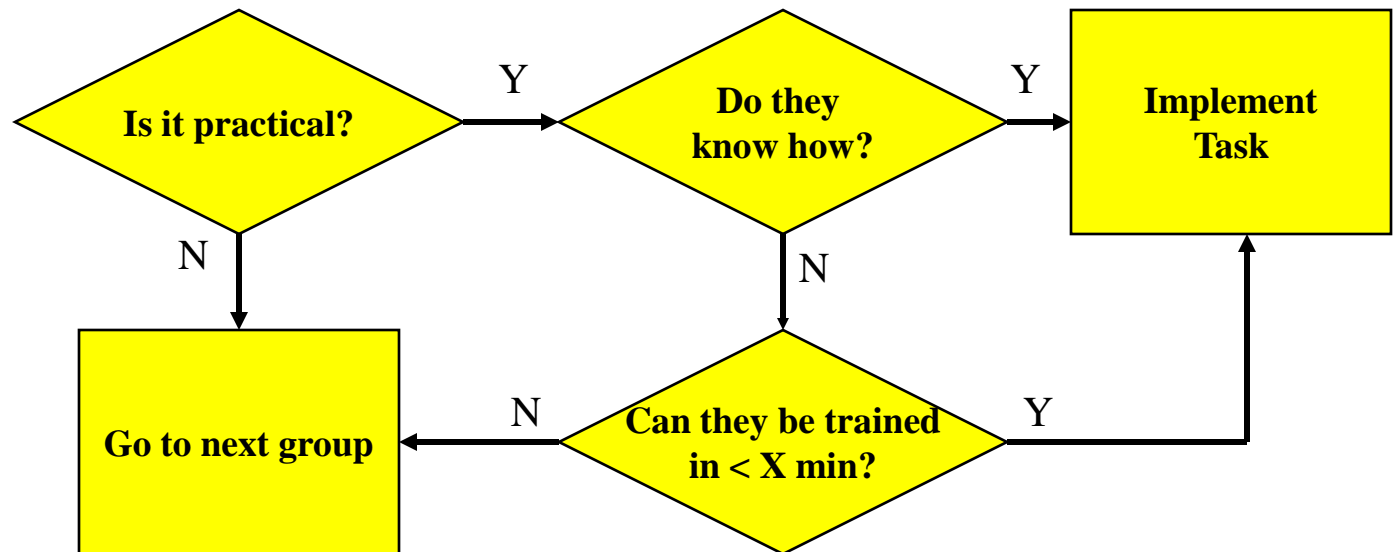 Is it practical?
Y
Do they
know how?
Y
Implement
Task
N
N
Go to next group
N
Can they be trained
in < X min?
Y